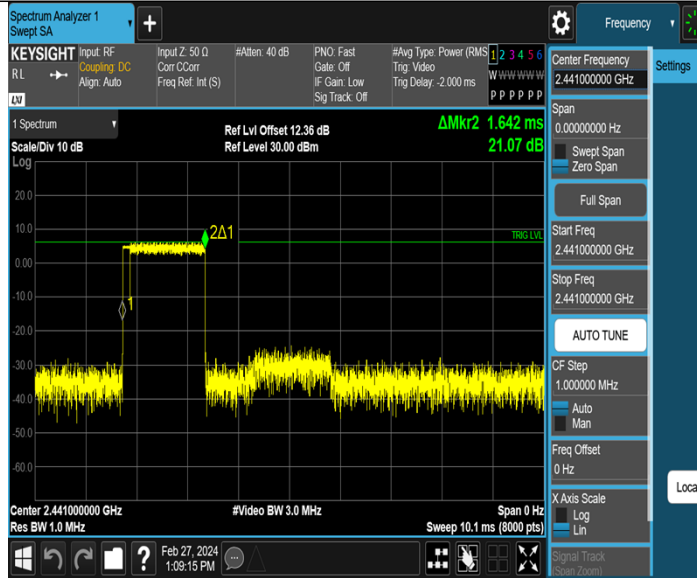 Spectrum Analyzer 1
Swept SA
+
Frequency
KEYSIGHT
RL
LXI
Input: RF
Coupling: DC
Align: Auto
Input Z: 50 Ω
Corr CCorr
Freq Ref: Int (S)
#Atten: 40 dB
PNO: Fast
Gate: Off
IF Gain: Low
Sig Track: Off
#Avg Type: Power (RMS
Trig: Video
Trig Delay: -2.000 ms
1 2 3 4 5 6
W W W W W W
P P P P P P
1 Spectrum
Scale/Div 10 dB
Log
Ref Lvl Offset 12.36 dB
Ref Level 30.00 dBm
ΔMkr2 1.642 ms
21.07 dB
20.0
10.0
0.00
-10.0
-20.0
-30.0
-40.0
-50.0
-60.0
2Δ1
1
TRIG LVL
Center 2.441000000 GHz
Res BW 1.0 MHz
#Video BW 3.0 MHz
Span 0 Hz
Sweep 10.1 ms (8000 pts)
Feb 27, 2024
1:09:15 PM
Center Frequency
2.441000000 GHz
Span
0.00000000 Hz
Swept Span
Zero Span
Full Span
Start Freq
2.441000000 GHz
Stop Freq
2.441000000 GHz
AUTO TUNE
CF Step
1.000000 MHz
Auto
Man
Freq Offset
0 Hz
X Axis Scale
Log
Lin
Signal Track
(Span Zoom)
Settings
Loca